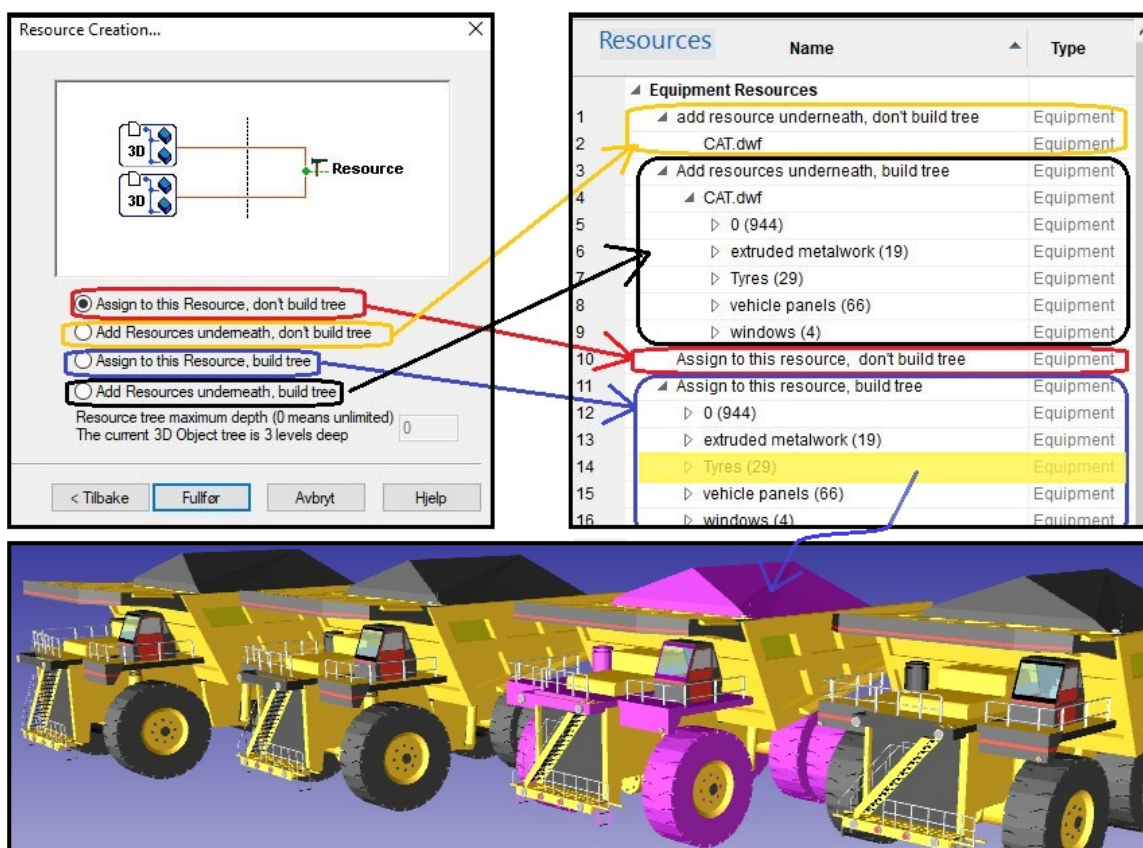 Resource Creation...
3D
3D
Resource
Assign to this Resource, don't build tree
Add Resources underneath, don't build tree
Assign to this Resource, build tree
Add Resources underneath, build tree
Resource tree maximum depth (0 means unlimited)
The current 3D Object tree is 3 levels deep
0
< Tilbake
Fullfør
Avbryt
Hjelp
Resources
Name
Type
Equipment Resources
1 add resource underneath, don't build tree Equipment
2 CAT.dwf Equipment
3 Add resources underneath, build tree Equipment
4 CAT.dwf Equipment
5 0 (944) Equipment
6 extruded metalwork (19) Equipment
7 Tyres (29) Equipment
8 vehicle panels (66) Equipment
9 windows (4) Equipment
10 Assign to this resource, don't build tree Equipment
11 Assign to this resource, build tree Equipment
12 0 (944) Equipment
13 extruded metalwork (19) Equipment
14 Tyres (29) Equipment
15 vehicle panels (66) Equipment
16 windows (4) Equipment